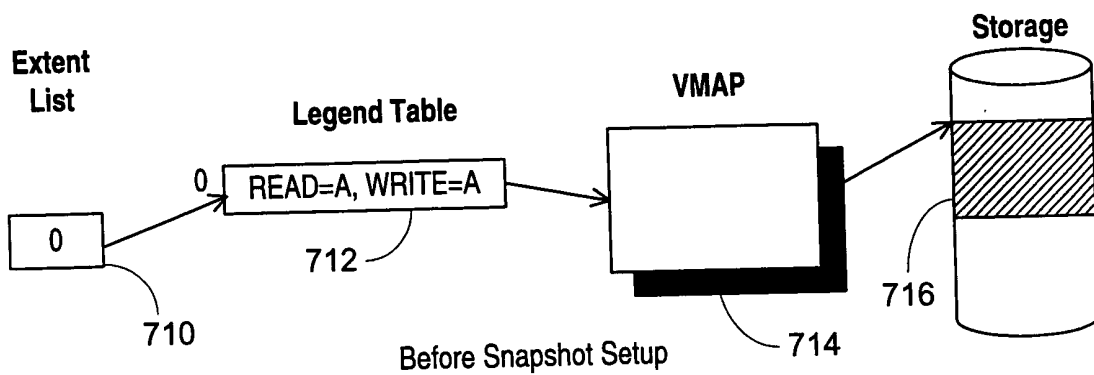 Storage
Extent
List
VMAP
Legend Table
0
READ=A, WRITE=A
0
712
716
710
714
Before Snapshot Setup